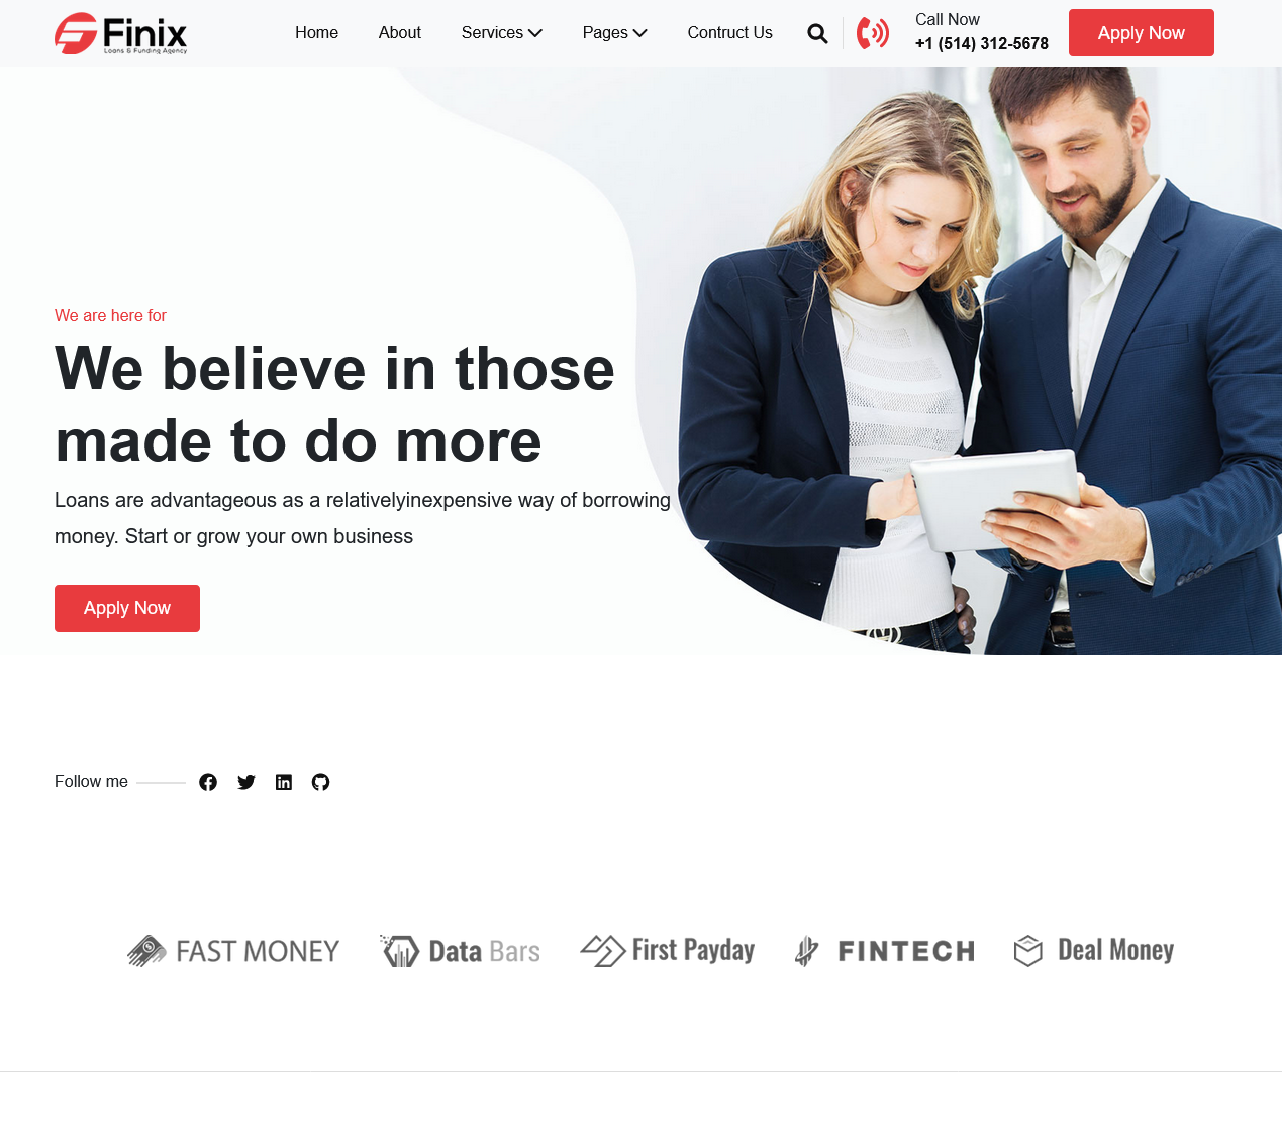 Finix
Loans & Funding Agency
Home
About
Services
Pages
Contruct Us
Call Now
+1 (514) 312-5678
Apply Now
We are here for
We believe in those
made to do more
Loans are advantageous as a relativelyinexpensive way of borrowing
money. Start or grow your own business
Apply Now
Follow me
FAST MONEY
Data Bars
First Payday
FINTECH
Deal Money